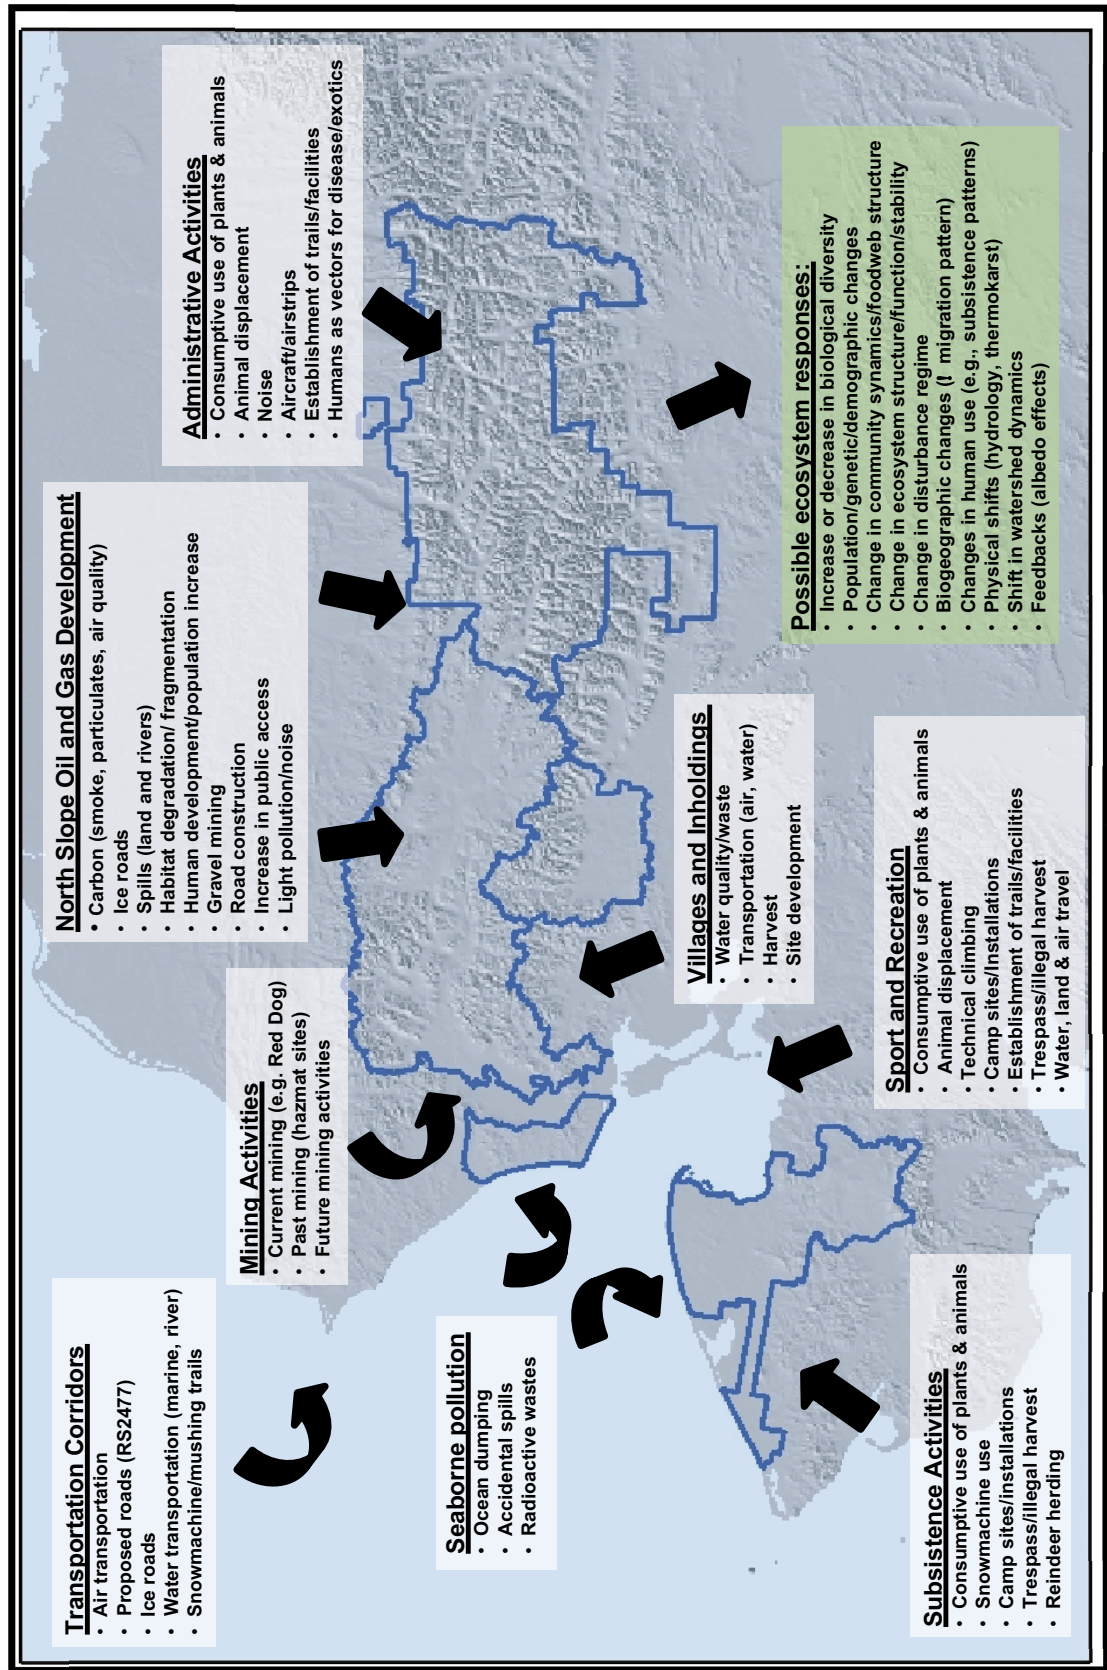 Transportation Corridors
• Air transportation
• Proposed roads (RS2477)
• Ice roads
• Water transportation (marine, river)
• Snowmachine/mushing trails
Mining Activities
• Current mining (e.g. Red Dog)
• Past mining (hazmat sites)
• Future mining activities
North Slope Oil and Gas Development
• Carbon (smoke, particulates, air quality)
• Ice roads
• Spills (land and rivers)
• Habitat degradation/ fragmentation
• Human development/population increase
• Gravel mining
• Road construction
• Increase in public access
• Light pollution/noise
Administrative Activities
• Consumptive use of plants & animals
• Animal displacement
• Noise
• Aircraft/airstrips
• Establishment of trails/facilities
• Humans as vectors for disease/exotics
Seaborne pollution
• Ocean dumping
• Accidental spills
• Radioactive wastes
Subsistence Activities
• Consumptive use of plants & animals
• Snowmachine use
• Camp sites/installations
• Trespass/illegal harvest
• Reindeer herding
Sport and Recreation
• Consumptive use of plants & animals
• Animal displacement
• Technical climbing
• Camp sites/Installations
• Establishment of trails/facilities
• Trespass/illegal harvest
• Water, land & air travel
Villages and Inholdings
• Water quality/waste
• Transportation (air, water)
• Harvest
• Site development
Possible ecosystem responses:
• Increase or decrease in biological diversity
• Population/genetic/demographic changes
• Change in community synamics/foodweb structure
• Change in ecosystem structure/function/stability
• Change in disturbance regime
• Biogeographic changes ( migration pattern)
• Changes in human use (e.g., subsistence patterns)
• Physical shifts (hydrology, thermokarst)
• Shift in watershed dynamics
• Feedbacks (albedo effects)